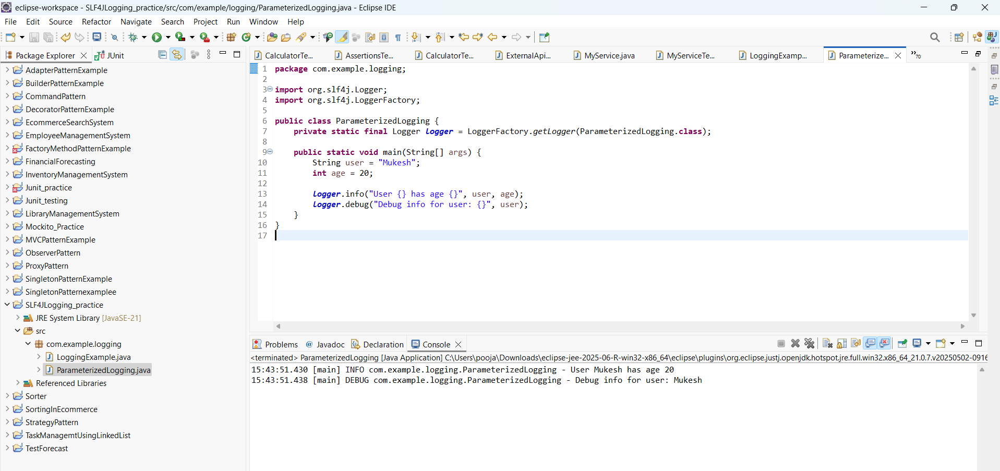 eclipse-workspace - SLF4JLogging_practice/src/com/example/logging/ParameterizedLogging.java - Eclipse IDE
File Edit Source Refactor Navigate Search Project Run Window Help
Package Explorer JUnit
AdapterPatternExample
BuilderPatternExample
CommandPattern
DecoratorPatternExample
EcommerceSearchSystem
EmployeeManagementSystem
FactoryMethodPatternExample
FinancialForecasting
InventoryManagementSystem
Junit_practice
Junit_testing
LibraryManagementSystem
Mockito_Practice
MVCPatternExample
ObserverPattern
ProxyPattern
SingletonPatternExample
SingletonPatternexamplee
SLF4JLogging_practice
JRE System Library [JavaSE-21]
src
com.example.logging
LoggingExample.java
ParameterizedLogging.java
Referenced Libraries
Sorter
SortingInEcommerce
StrategyPattern
TaskManagemtUsingLinkedList
TestForecast
CalculatorTe... AssertionsTe... CalculatorTe... ExternalApi... MyService.java MyServiceTe... LoggingExamp... Parameterize... »70
1 package com.example.logging;
2
3 import org.slf4j.Logger;
4 import org.slf4j.LoggerFactory;
5
6 public class ParameterizedLogging {
7     private static final Logger logger = LoggerFactory.getLogger(ParameterizedLogging.class);
8
9     public static void main(String[] args) {
10         String user = "Mukesh";
11         int age = 20;
12
13         logger.info("User {} has age {}", user, age);
14         logger.debug("Debug info for user: {}", user);
15     }
16 }
17
Problems @ Javadoc Declaration Console
<terminated> ParameterizedLogging [Java Application] C:\Users\pooja\Downloads\eclipse-jee-2025-06-R-win32-x86_64\eclipse\plugins\org.eclipse.justj.openjdk.hotspot.jre.full.win32.x86_64_21.0.7.v20250502-0916
15:43:51.430 [main] INFO com.example.logging.ParameterizedLogging - User Mukesh has age 20
15:43:51.438 [main] DEBUG com.example.logging.ParameterizedLogging - Debug info for user: Mukesh